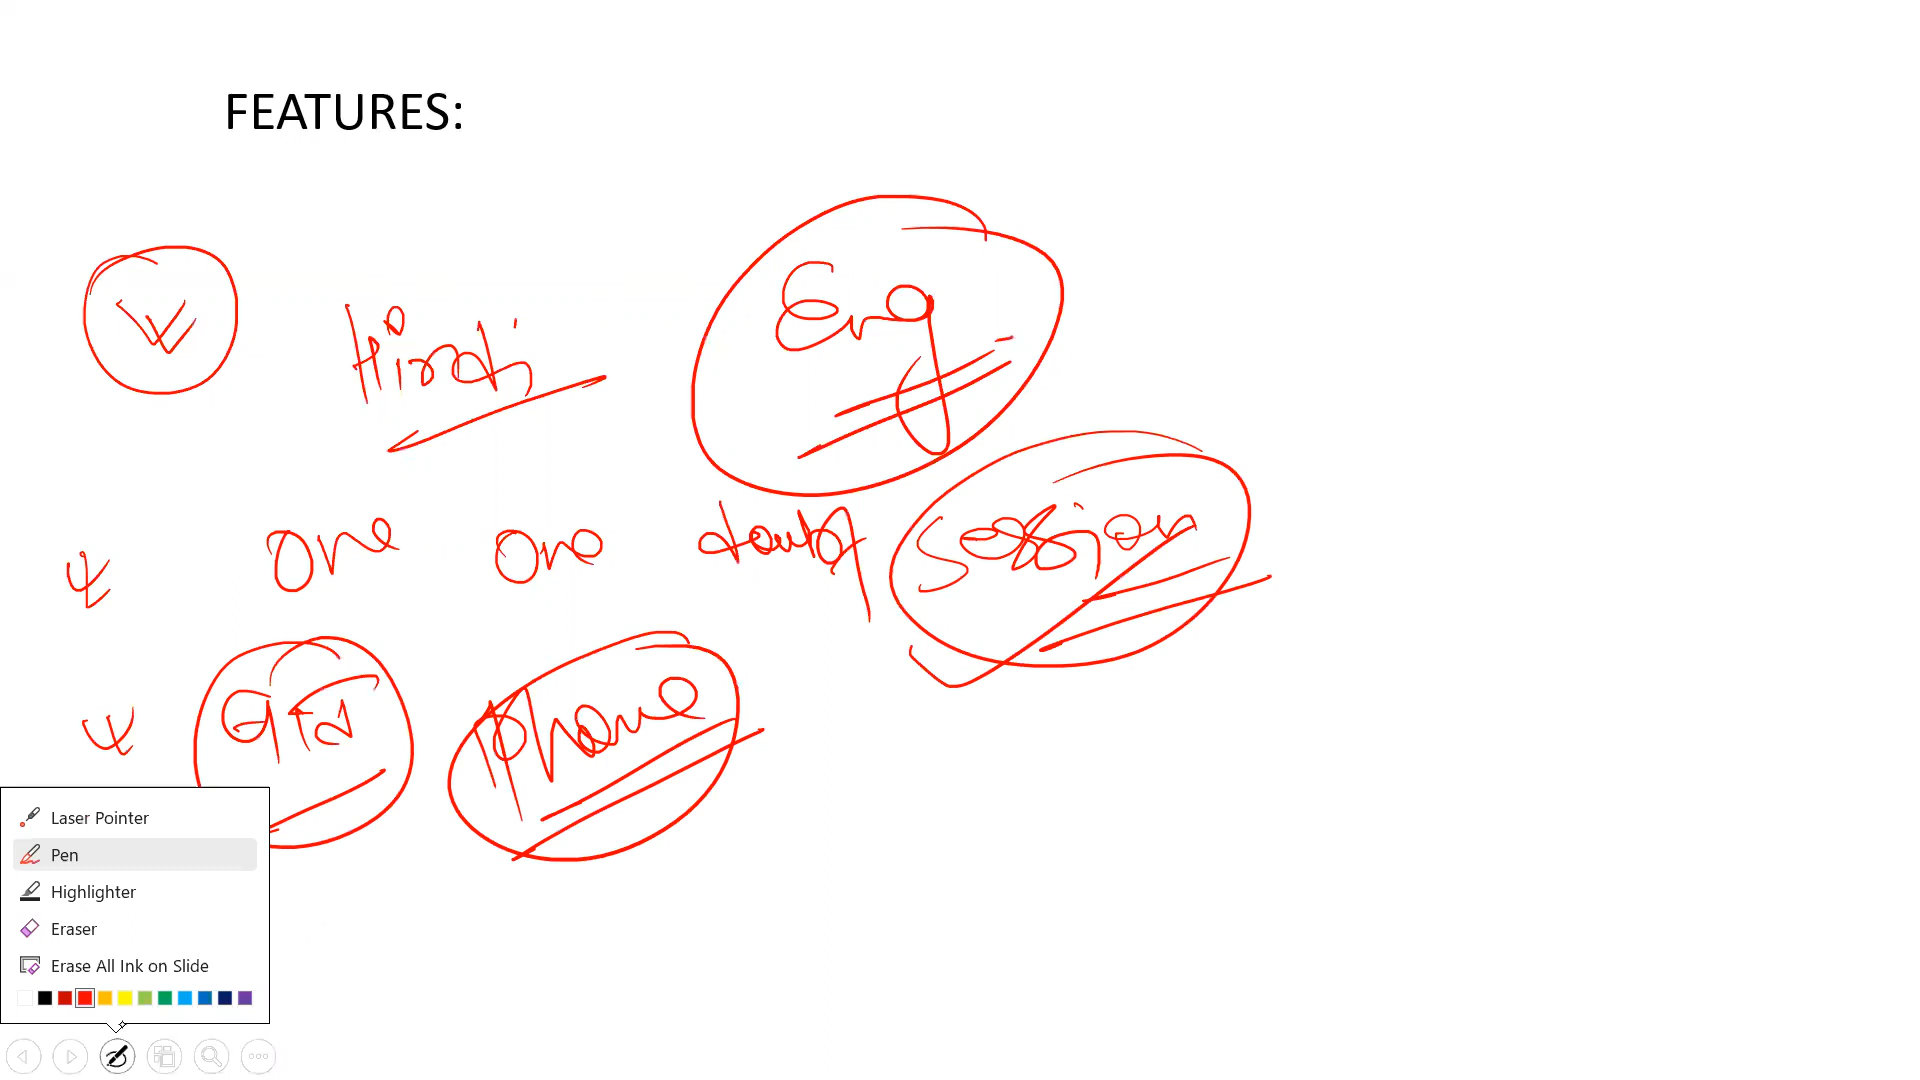 FEATURES:
Hindi Eng
one one doubt session
Phone
Laser Pointer
Pen
Highlighter
Eraser
Erase All Ink on Slide